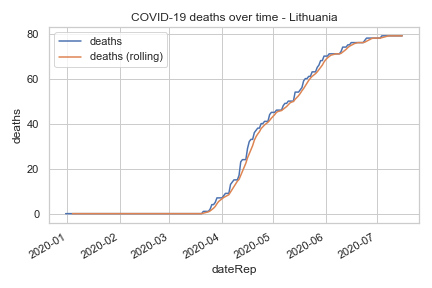 COVID-19 deaths over time - Lithuania
deaths
deaths (rolling)
80
60
40
20
0
deaths
2020-01
2020-02
2020-03
2020-04
2020-05
2020-06
2020-07
dateRep